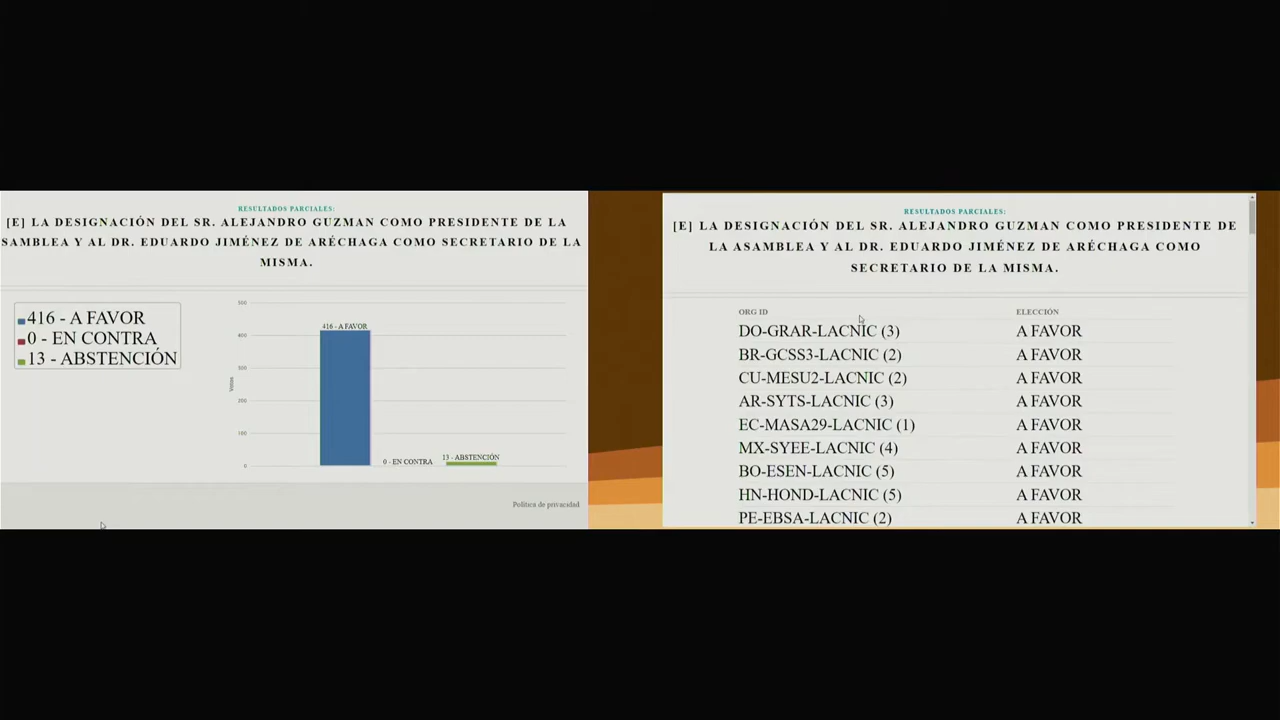 RESULTADOS PARCIALES:
[E] LA DESIGNACIÓN DEL SR. ALEJANDRO GUZMAN COMO PRESIDENTE DE LA
SAMBLEA Y AL DR. EDUARDO JIMÉNEZ DE ARÉCHAGA COMO SECRETARIO DE LA
MISMA.
416 - A FAVOR
0 - EN CONTRA
13 - ABSTENCIÓN
Votos
500
400
300
200
100
0
416 - A FAVOR
0 - EN CONTRA
13 - ABSTENCIÓN
Política de privacidad
RESULTADOS PARCIALES:
[E] LA DESIGNACIÓN DEL SR. ALEJANDRO GUZMAN COMO PRESIDENTE DE
LA ASAMBLEA Y AL DR. EDUARDO JIMÉNEZ DE ARÉCHAGA COMO
SECRETARIO DE LA MISMA.
ORG ID ELECCIÓN
DO-GRAR-LACNIC (3) A FAVOR
BR-GCSS3-LACNIC (2) A FAVOR
CU-MESU2-LACNIC (2) A FAVOR
AR-SYTS-LACNIC (3) A FAVOR
EC-MASA29-LACNIC (1) A FAVOR
MX-SYEE-LACNIC (4) A FAVOR
BO-ESEN-LACNIC (5) A FAVOR
HN-HOND-LACNIC (5) A FAVOR
PE-EBSA-LACNIC (2) A FAVOR